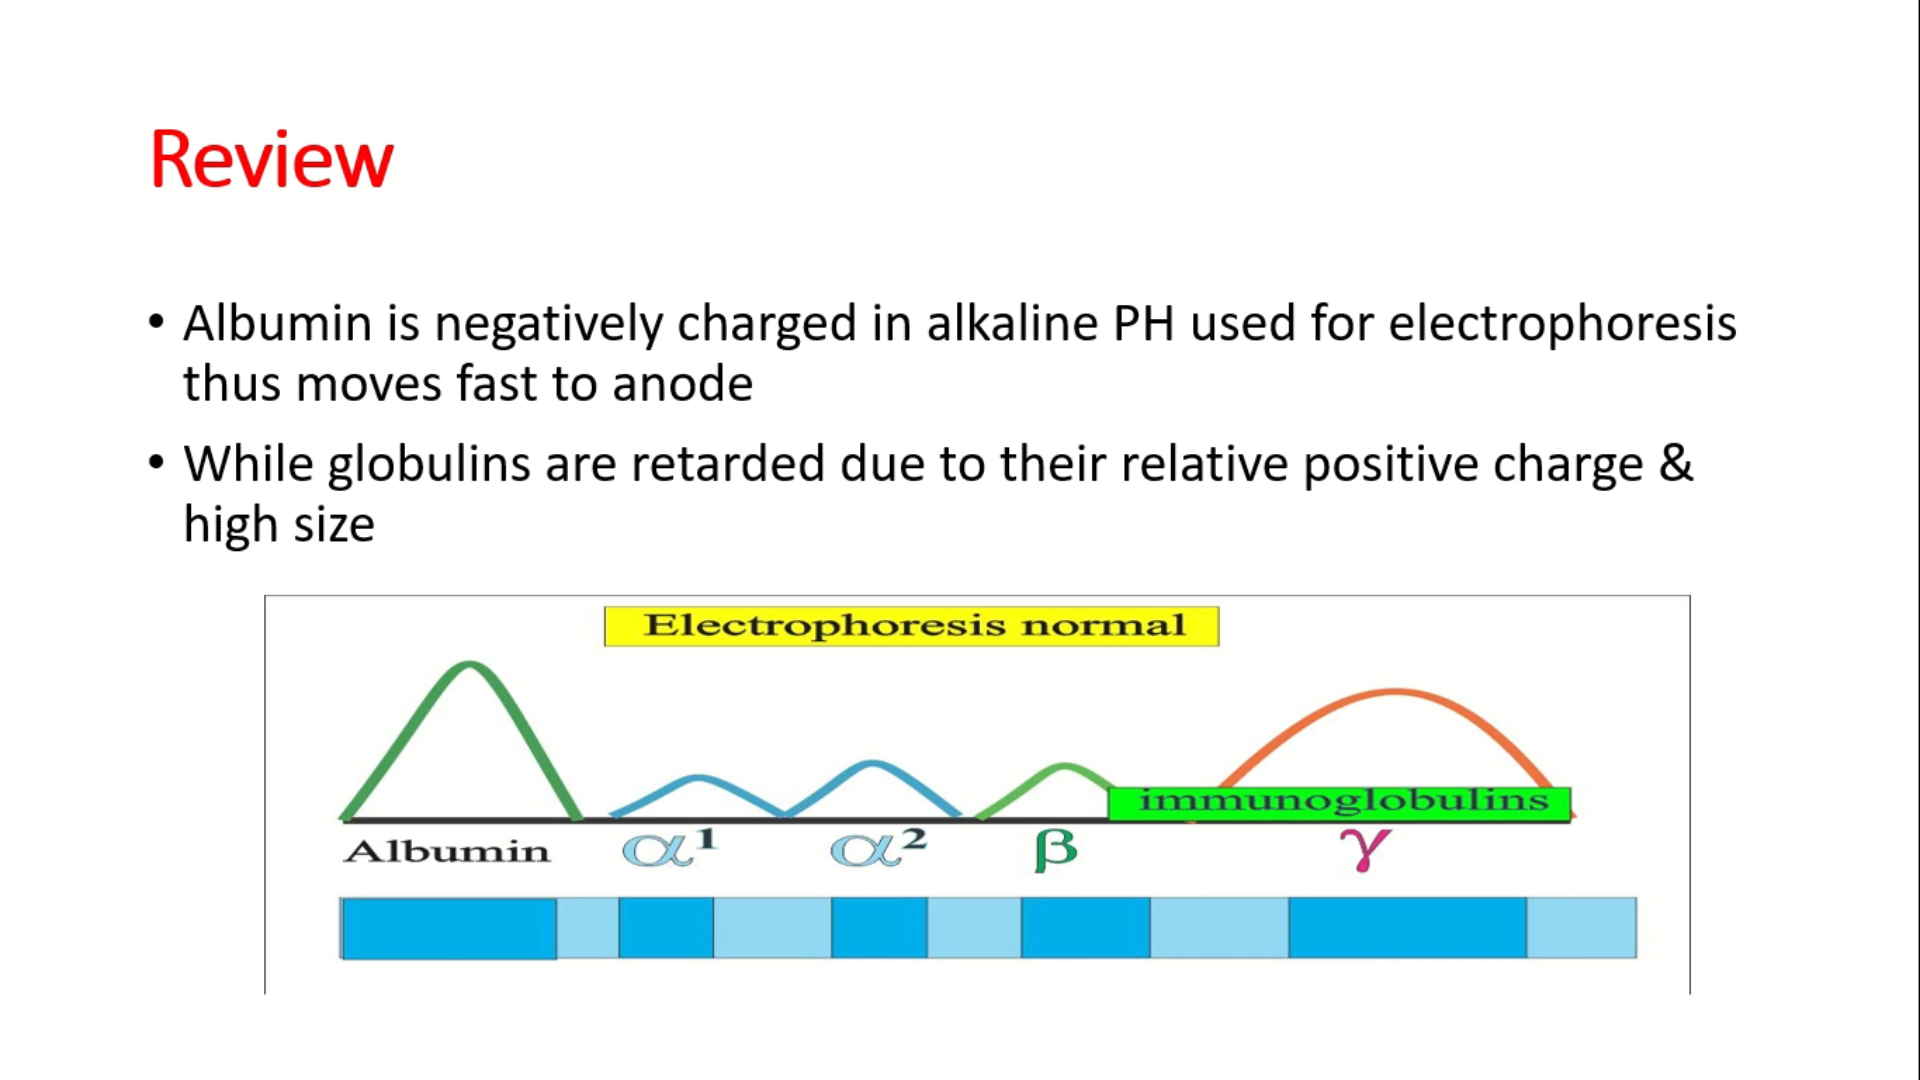 Review
• Albumin is negatively charged in alkaline PH used for electrophoresis
thus moves fast to anode
• While globulins are retarded due to their relative positive charge &
high size
Electrophoresis normal
immunoglobulins
Albumin α1 α2 β γ